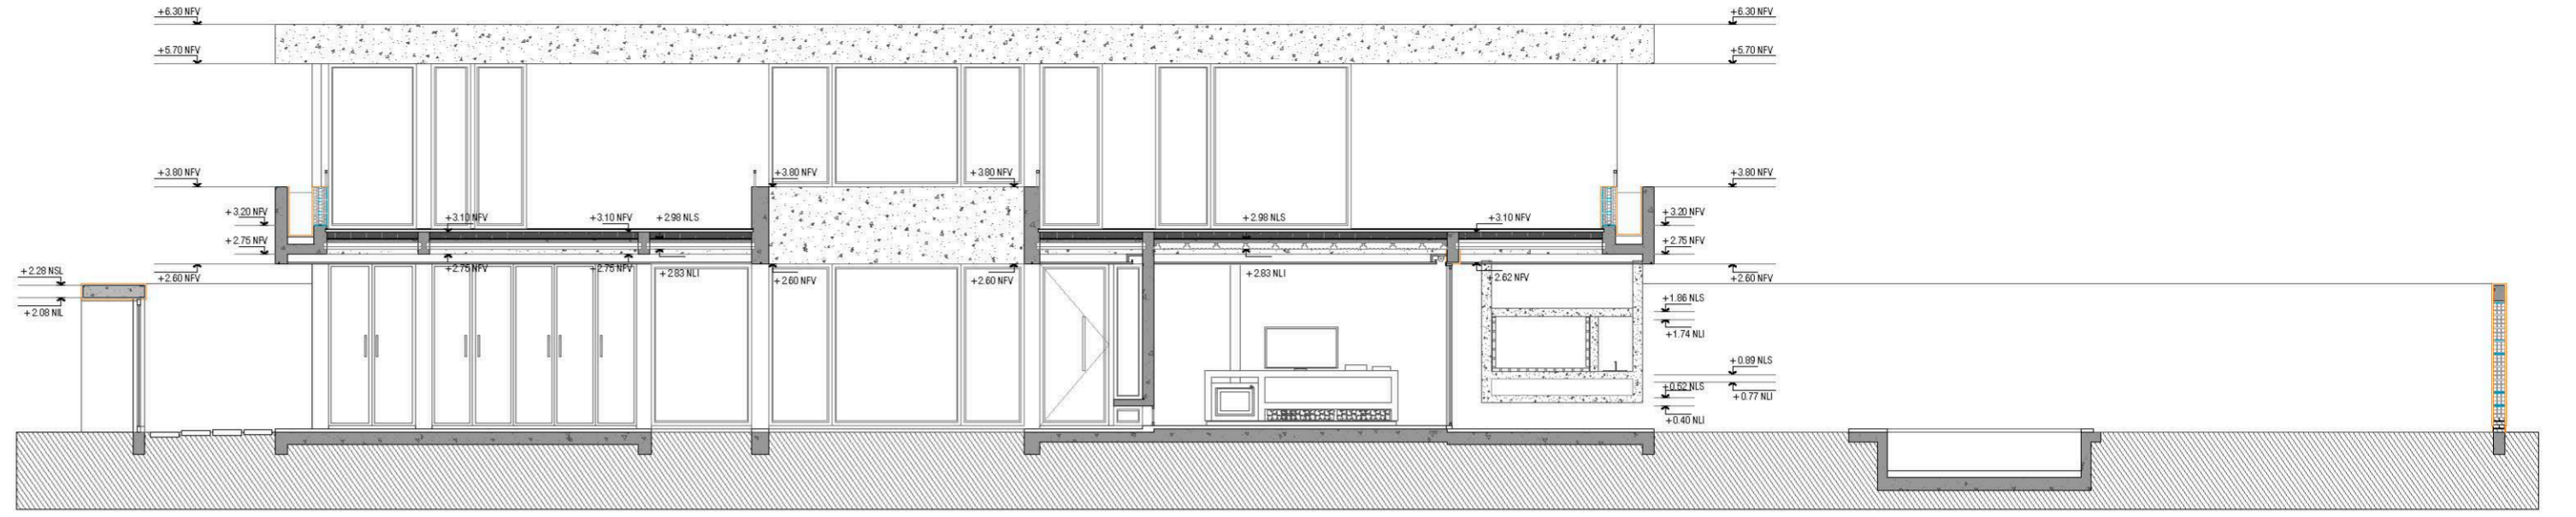 +6.30 NFV
+6.30 NFV
+5.70 NFV
+5.70 NFV
+3.80 NFV
+3.80 NFV
+3.80 NFV
+3.80 NFV
+3.20 NFV
+3.10 NFV
+3.10 NFV
+2.98 NLS
+2.98 NLS
+3.10 NFV
+3.20 NFV
+2.75 NFV
+2.75 NFV
+2.28 NSL
+2.60 NFV
+2.75 NFV
+2.75 NFV
+2.83 NLI
+2.60 NFV
+2.60 NFV
+2.83 NLI
+2.62 NFV
+2.60 NFV
+2.08 NIL
+1.86 NLS
+1.74 NLI
+0.89 NLS
+0.52 NLS
+0.77 NLI
+0.40 NLI